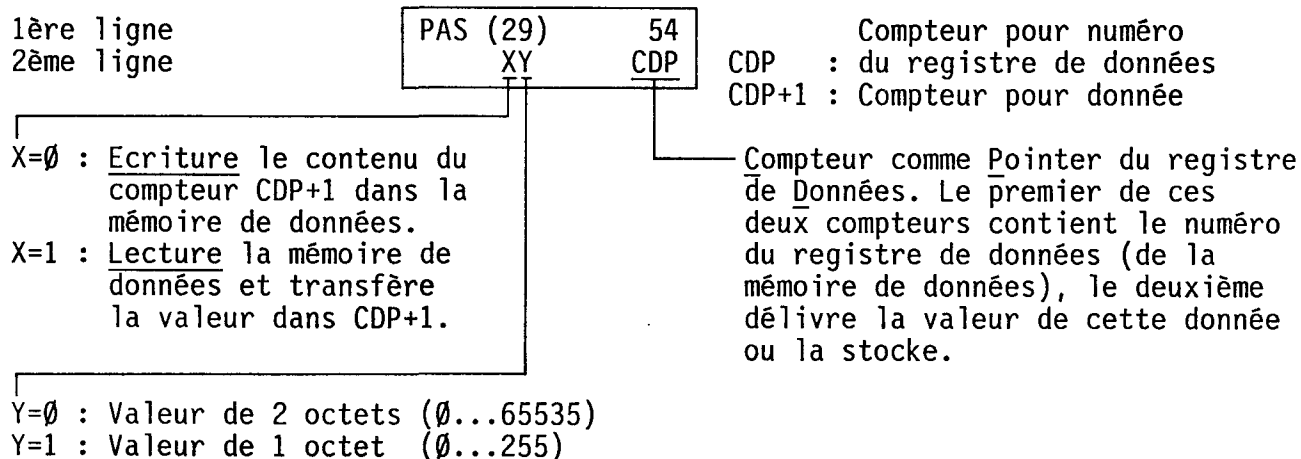 1ère ligne
2ème ligne
PAS (29) 54
XY CDP
Compteur pour numéro
CDP : du registre de données
CDP+1 : Compteur pour donnée
X=Ø : Ecriture le contenu du
compteur CDP+1 dans la
mémoire de données.
X=1 : Lecture la mémoire de
données et transfère
la valeur dans CDP+1.
Compteur comme Pointer du registre
de Données. Le premier de ces
deux compteurs contient le numéro
du registre de données (de la
mémoire de données), le deuxième
délivre la valeur de cette donnée
ou la stocke.
Y=Ø : Valeur de 2 octets (Ø...65535)
Y=1 : Valeur de 1 octet (Ø...255)